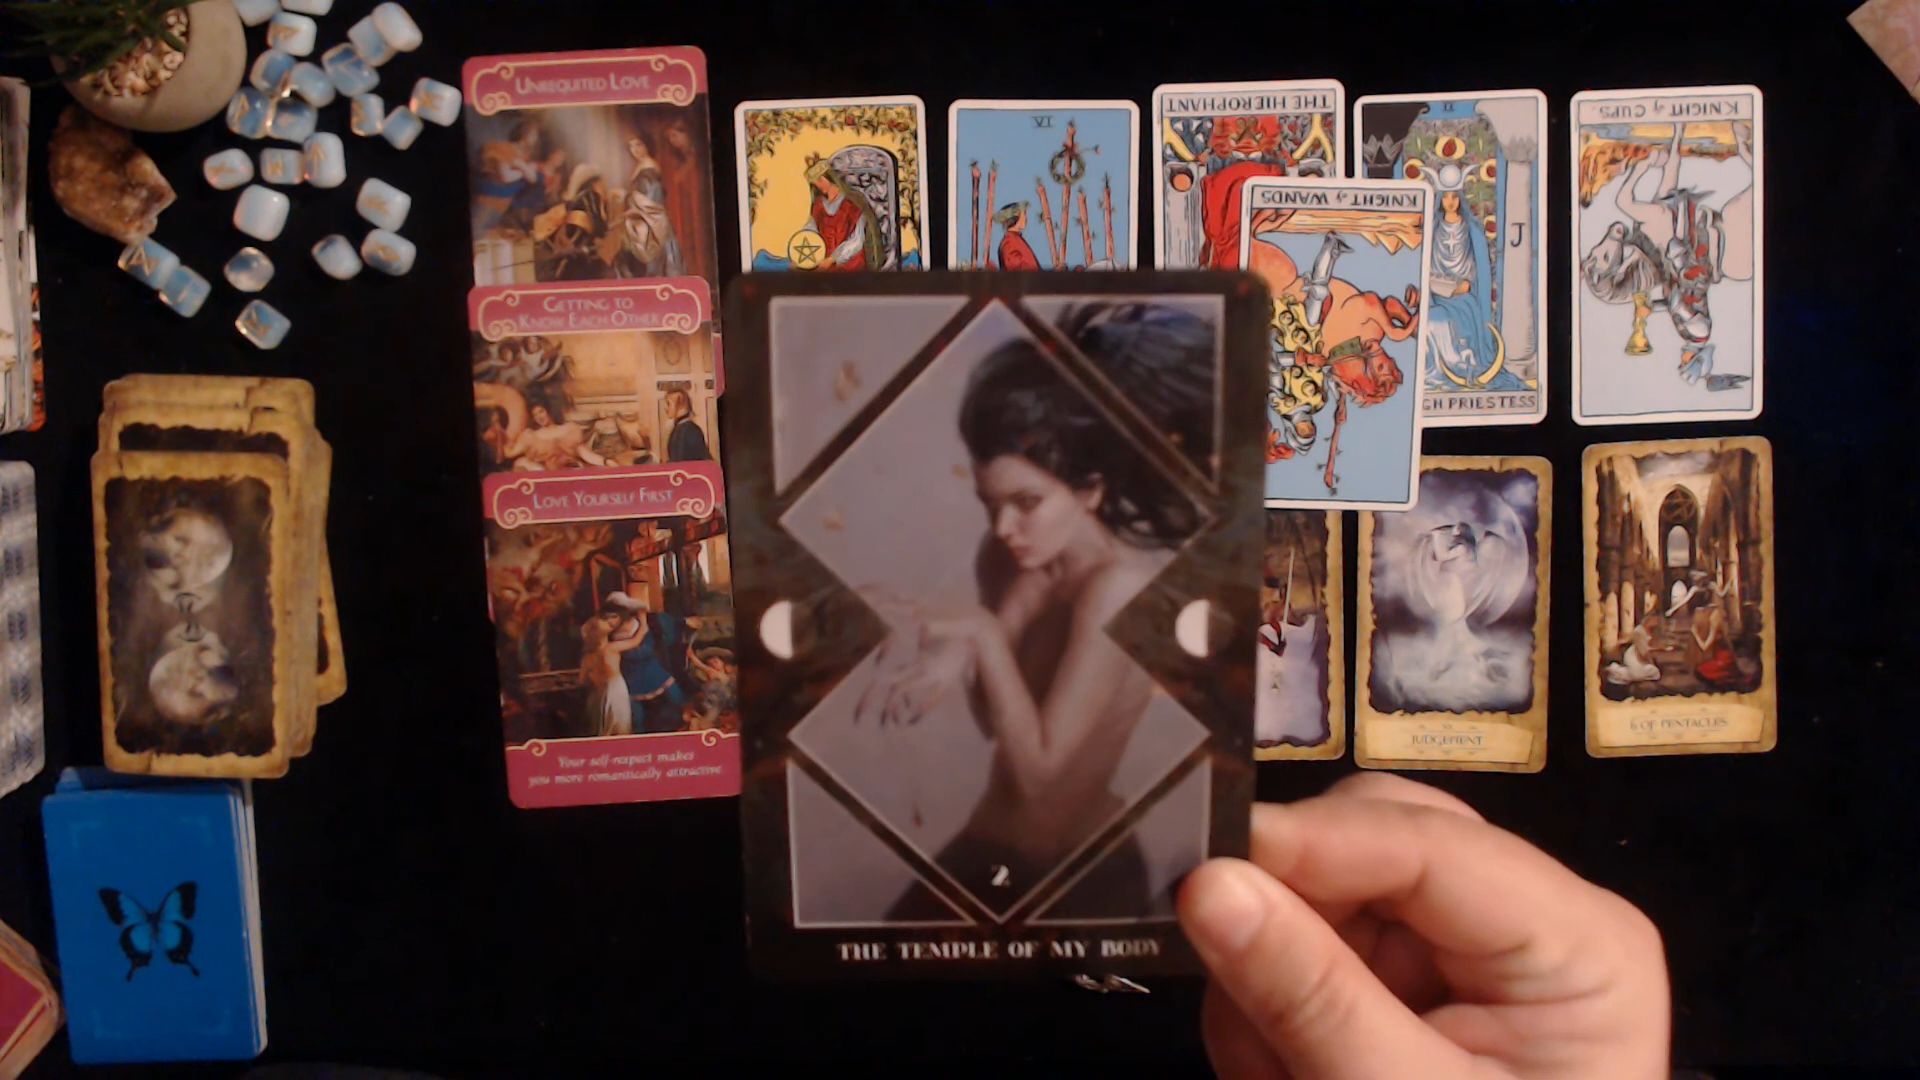 UNREQUITED LOVE
GETTING TO
KNOW EACH OTHER
LOVE YOURSELF FIRST
Your self-respect makes
you more romantically attractive.
VI
THE HIEROPHANT
KNIGHT of WANDS
II
J
GH PRIESTESS
KNIGHT of CUPS.
JUDGEMENT
6 OF PENTACLES
2
THE TEMPLE OF MY BODY